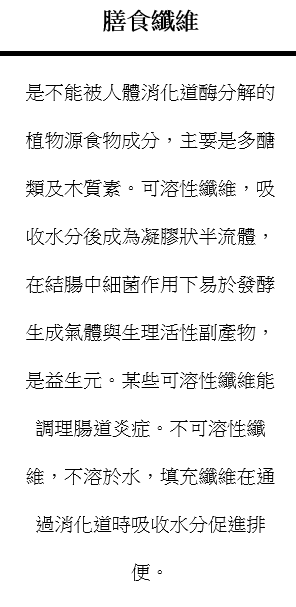 膳食纖維
是不能被人體消化道酶分解的
植物源食物成分，主要是多醣
類及木質素。可溶性纖維，吸
收水分後成為凝膠狀半流體，
在結腸中細菌作用下易於發酵
生成氣體與生理活性副產物，
是益生元。某些可溶性纖維能
調理腸道炎症。不可溶性纖
維，不溶於水，填充纖維在通
過消化道時吸收水分促進排
便。